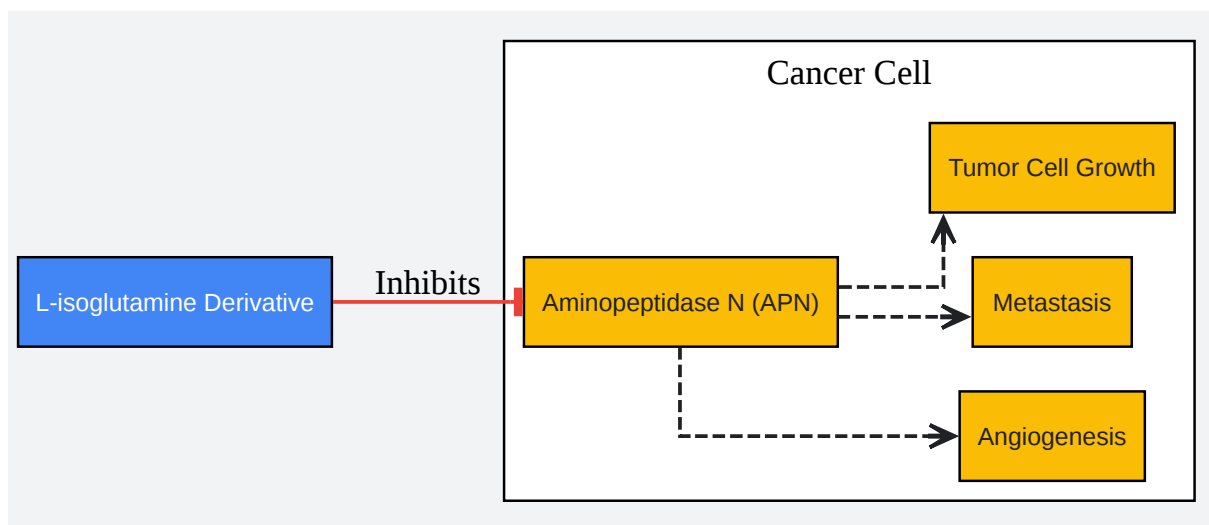 Cancer Cell
Tumor Cell Growth
L-isoglutamine Derivative
Inhibits
Aminopeptidase N (APN)
Metastasis
Angiogenesis